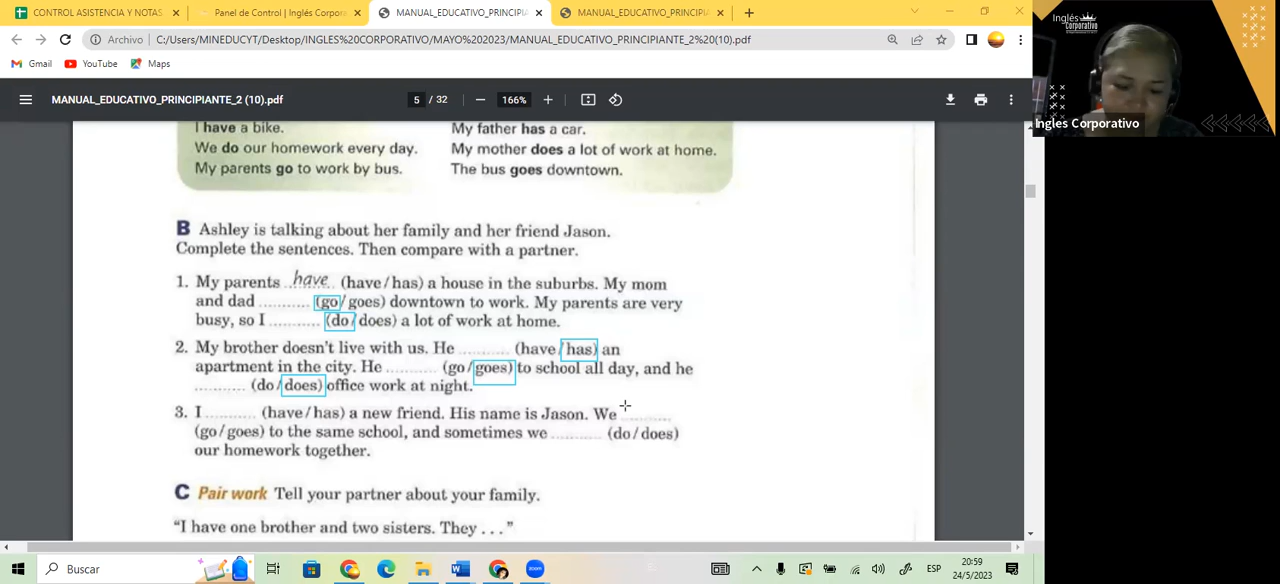 CONTROL ASISTENCIA Y NOTAS
Panel de Control | Inglés Corpora
MANUAL_EDUCATIVO_PRINCIPIA
MANUAL_EDUCATIVO_PRINCIPIA
Archivo C:/Users/MINEDUCYT/Desktop/INGLES%20CORPORATIVO/MAYO%202023/MANUAL_EDUCATIVO_PRINCIPIANTE_2%20(10).pdf
Gmail YouTube Maps
MANUAL_EDUCATIVO_PRINCIPIANTE_2 (10).pdf 5 / 32 166%
I have a bike. My father has a car.
We do our homework every day. My mother does a lot of work at home.
My parents go to work by bus. The bus goes downtown.
B Ashley is talking about her family and her friend Jason.
Complete the sentences. Then compare with a partner.
1. My parents have (have / has) a house in the suburbs. My mom
and dad .......... (go / goes) downtown to work. My parents are very
busy, so I .......... (do / does) a lot of work at home.
2. My brother doesn't live with us. He .......... (have / has) an
apartment in the city. He .......... (go / goes) to school all day, and he
.......... (do / does) office work at night.
3. I .......... (have / has) a new friend. His name is Jason. We ..........
(go / goes) to the same school, and sometimes we .......... (do / does)
our homework together.
C Pair work Tell your partner about your family.
"I have one brother and two sisters. They . . . "
Inglés
Corporativo
Ingles Corporativo
Buscar
ESP
20:59
24/5/2023